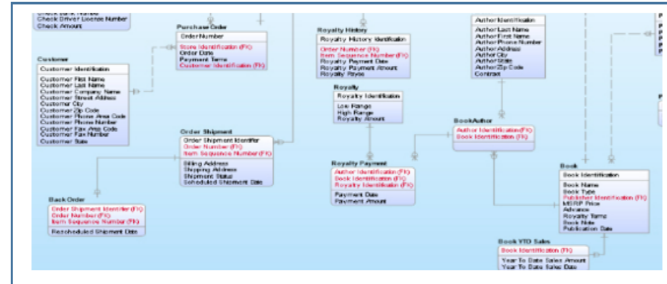 Check Driver License Number
Check Amount
Purchase Order
Order Number
Store Identification (FK)
Order Date
Payment Terms
Customer Identification (FK)
Customer
Customer Identification
Customer First Name
Customer Last Name
Customer Company Name
Customer Street Address
Customer City
Customer Zip Code
Customer Phone Area Code
Customer Phone Number
Customer Fax Area Code
Customer Fax Number
Customer State
Order Shipment
Order Shipment Identifier
Order Number (FK)
Item Sequence Number (FK)
Billing Address
Shipping Address
Shipment Status
Scheduled Shipment Date
Back Order
Order Shipment Identifier (FK)
Order Number (FK)
Item Sequence Number (FK)
Rescheduled Shipment Date
Royalty History
Royalty History Identification
Order Number (FK)
Item Sequence Number (FK)
Royalty Payment Date
Royalty Payment Amount
Royalty Payee
Royalty
Royalty Identification
Low Range
High Range
Royalty Amount
Royalty Payment
Author Identification (FK)
Book Identification (FK)
Royalty Identification (FK)
Payment Date
Payment Amount
Author Identification
Author Last Name
Author First Name
Author Phone Number
Author Address
Author City
Author State
Author Zip Code
Contract
BookAuthor
Author Identification (FK)
Book Identification (FK)
Book
Book Identification
Book Name
Book Type
Publisher Identification (FK)
MSRP Price
Advance
Royalty Terms
Book Note
Publication Date
Book YTD Sales
Book Identification (FK)
Year To Date Sales Amount
Year To Date Sales Date